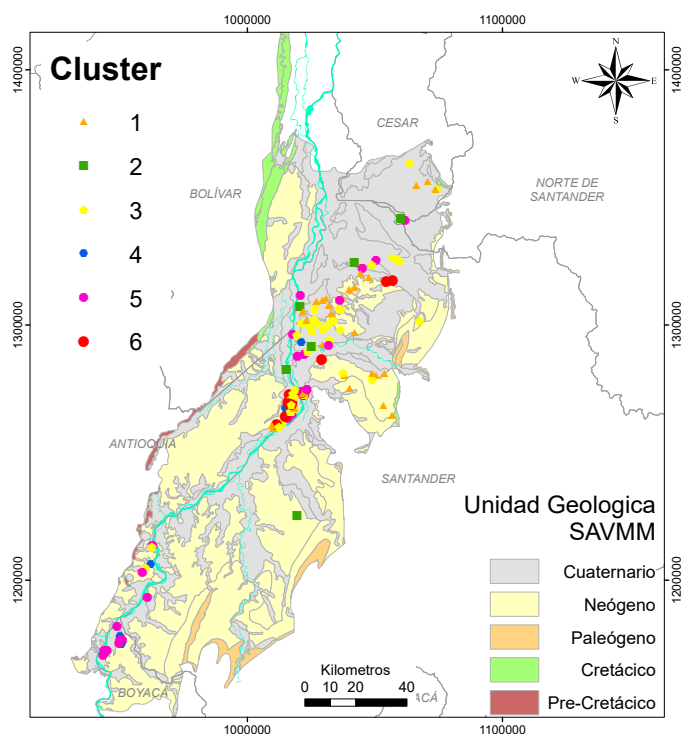 1000000
1100000
1400000
1400000
Cluster
N
W
E
S
1
CESAR
2
BOLÍVAR
NORTE DE
SANTANDER
3
4
5
6
1300000
1300000
ANTIOQUIA
SANTANDER
Unidad Geologica
SAVMM
Cuaternario
1200000
1200000
Neógeno
Paleógeno
Cretácico
Pre-Cretácico
Kilometros
0 10 20
40
BOYACÁ
ACÁ
1000000
1100000